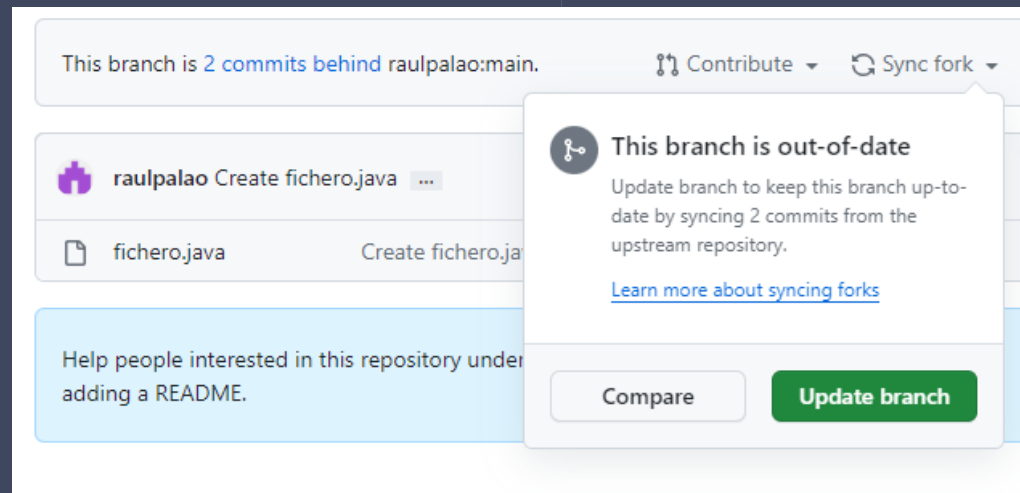 This branch is 2 commits behind raulpalao:main.
Contribute
Sync fork
This branch is out-of-date
Update branch to keep this branch up-to-
date by syncing 2 commits from the
upstream repository.
Learn more about syncing forks
Compare
Update branch
raulpalao Create fichero.java ...
fichero.java
Create fichero.ja
Help people interested in this repository under
adding a README.